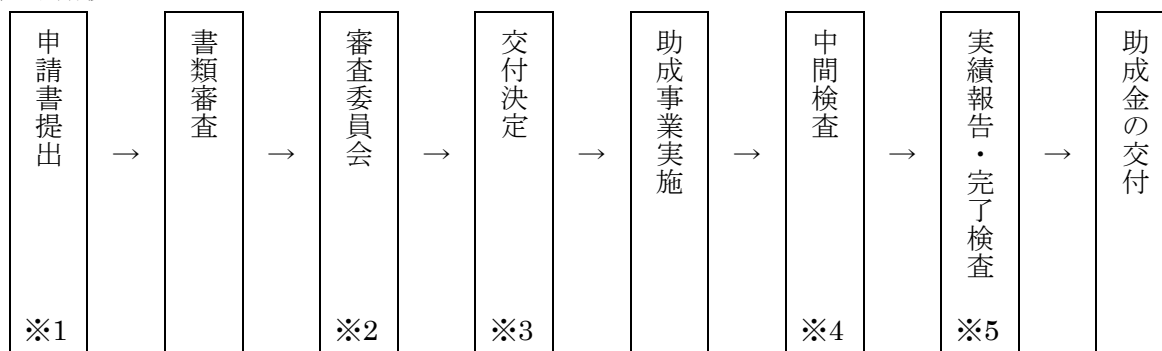 申請書提出
※1
→
書類審査
→
審査委員会
※2
→
交付決定
※3
→
助成事業実施
→
中間検査
※4
→
実績報告・完了検査
※5
→
助成金の交付